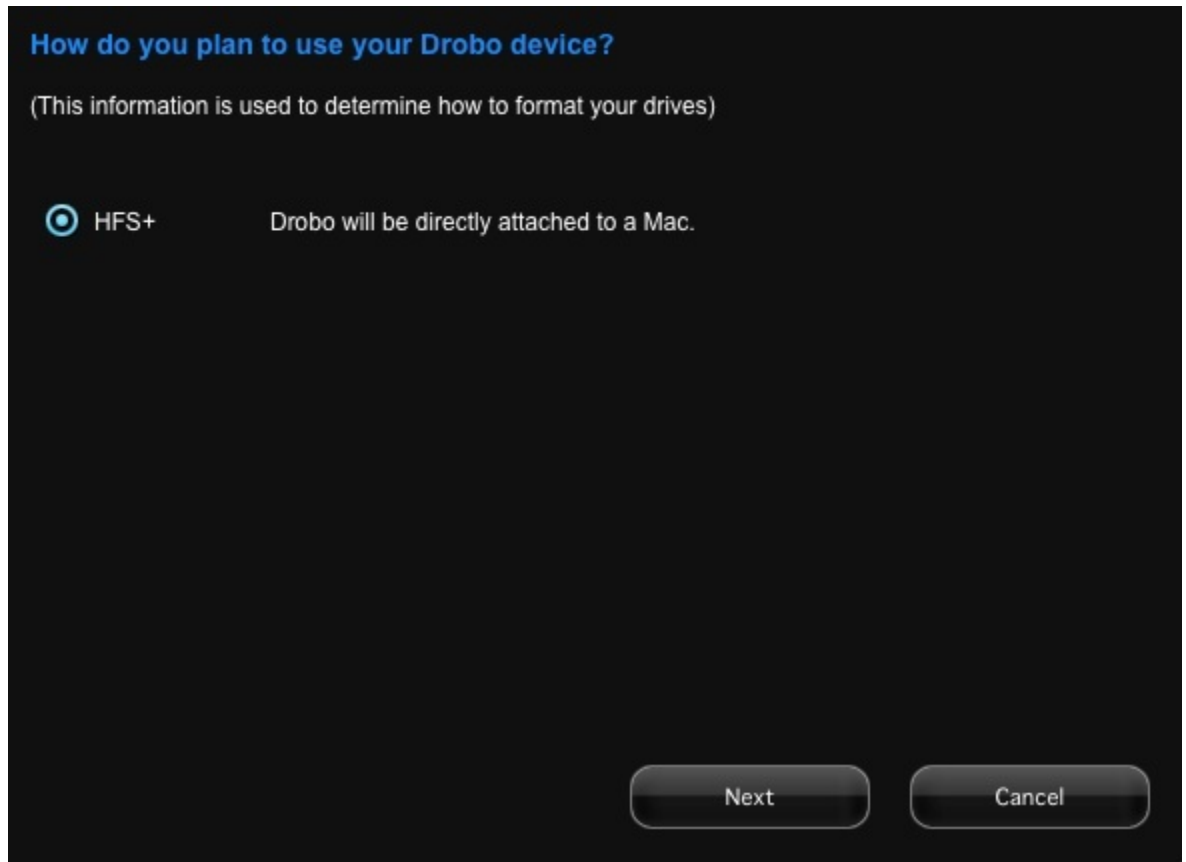 How do you plan to use your Drobo device?
(This information is used to determine how to format your drives)
HFS+ Drobo will be directly attached to a Mac.
Next Cancel